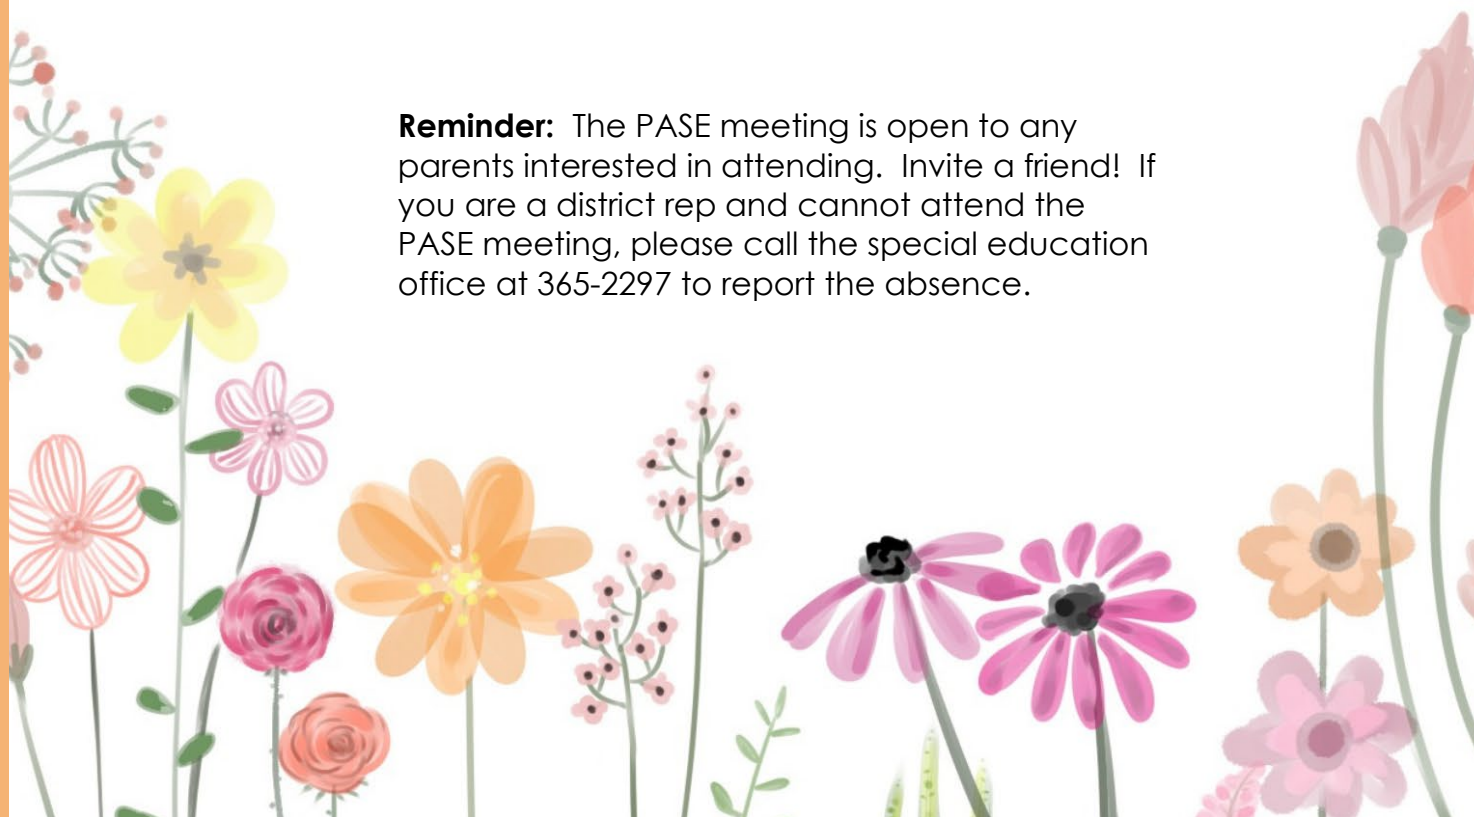 Reminder:  The PASE meeting is open to any
parents interested in attending.  Invite a friend!  If
you are a district rep and cannot attend the
PASE meeting, please call the special education
office at 365-2297 to report the absence.